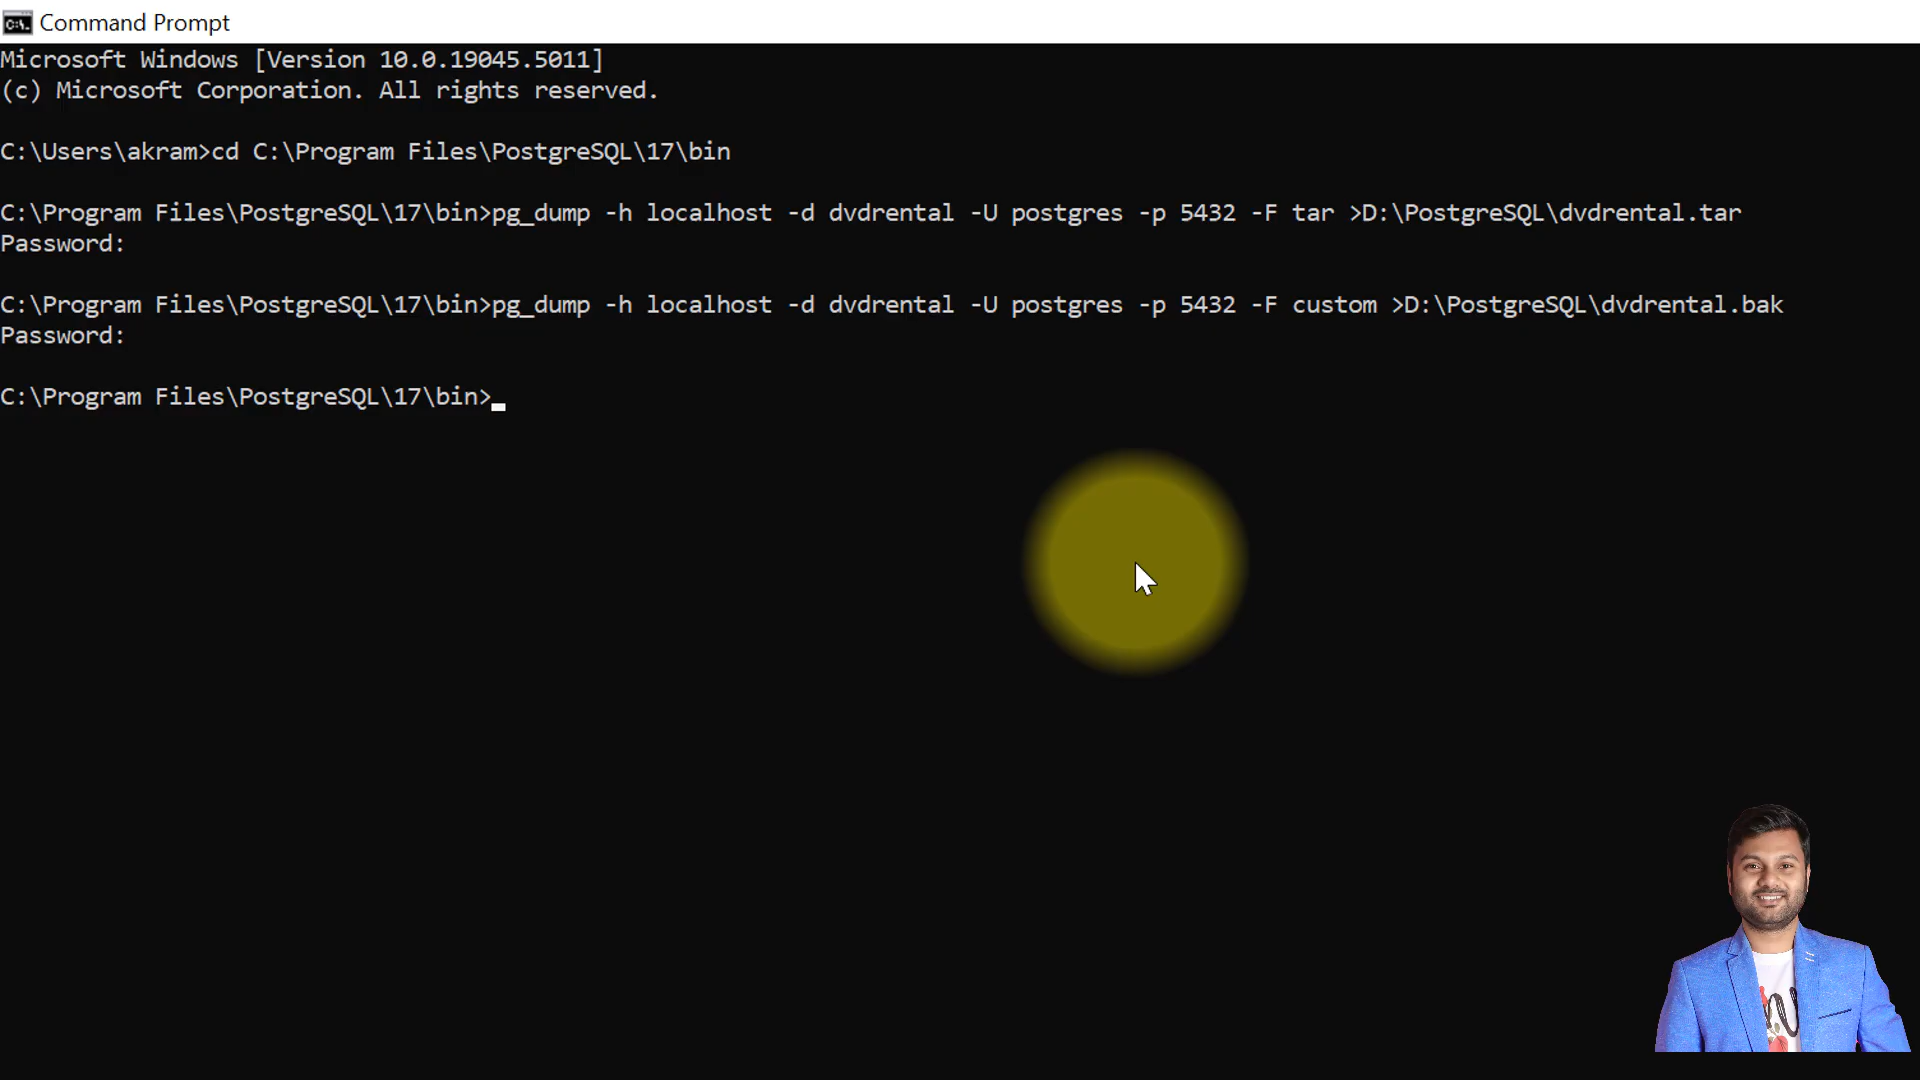 Command Prompt
Microsoft Windows [Version 10.0.19045.5011]
(c) Microsoft Corporation. All rights reserved.
C:\Users\akram>cd C:\Program Files\PostgreSQL\17\bin
C:\Program Files\PostgreSQL\17\bin>pg_dump -h localhost -d dvdrental -U postgres -p 5432 -F tar >D:\PostgreSQL\dvdrental.tar
Password:
C:\Program Files\PostgreSQL\17\bin>pg_dump -h localhost -d dvdrental -U postgres -p 5432 -F custom >D:\PostgreSQL\dvdrental.bak
Password:
C:\Program Files\PostgreSQL\17\bin>